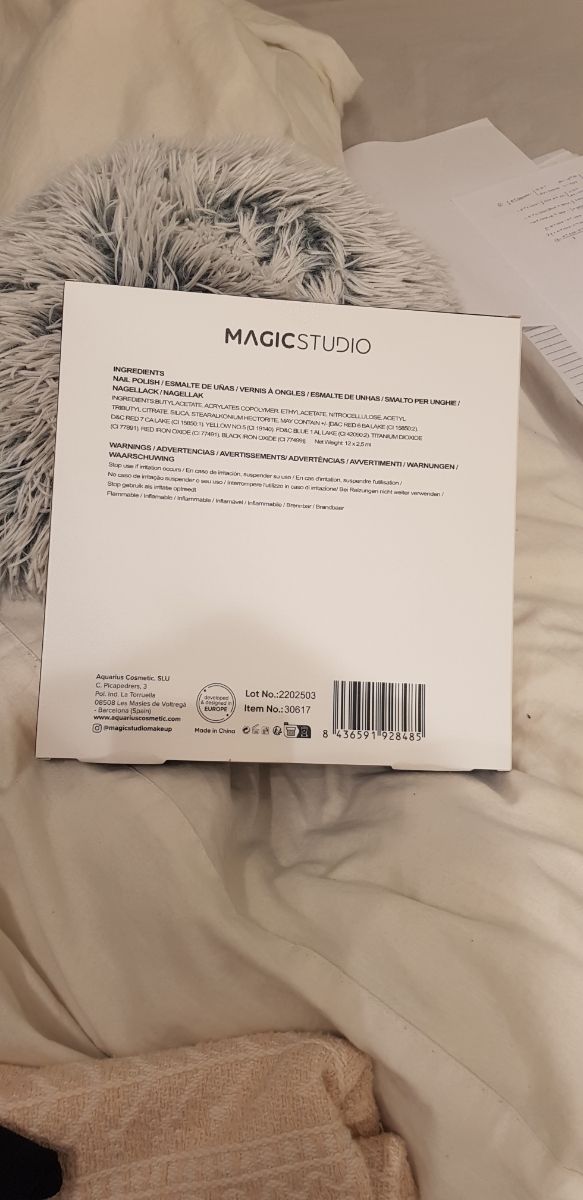 MAGICSTUDIO
INGREDIENTS
NAIL POLISH / ESMALTE DE UÑAS / VERNIS À ONGLES / ESMALTE DE UNHAS / SMALTO PER UNGHIE /
NAGELLACK / NAGELLAK
INGREDIENTS:BUTYLACETATE, ACRYLATES COPOLYMER, ETHYLACETATE, NITROCELLULOSE, ACETYL
TRIBUTYL CITRATE, SILICA, STEARALKONIUM HECTORITE, MAY CONTAIN +/- [D&C RED 6 BA LAKE (CI 15850:2),
D&C RED 7 CA LAKE (CI 15850:1), YELLOW NO.5 (CI 19140), FD&C BLUE 1 AL LAKE (CI 42090:2), TITANIUM DIOXIDE
(CI 77891), RED IRON OXIDE (CI 77491), BLACK IRON OXIDE (CI 77499)] Net Weight: 12 x 2,5 ml
WARNINGS / ADVERTENCIAS / AVERTISSEMENTS/ ADVERTÊNCIAS / AVVERTIMENTI / WARNUNGEN /
WAARSCHUWING
Stop use if irritation occurs / En caso de irritación, suspender su uso / En cas d'irritation, suspendre l'utilisation /
No caso de irritação suspender o seu uso / Interrompere l'utilizzo in caso di irritazione/ Bei Reizungen nicht weiter verwenden /
Stop gebruik als irritatie optreedt
Flammable / Inflamable / Inflammable / Inflamável / Infiammabile / Brennbar / Brandbaar
Aquarius Cosmetic, SLU
C. Picapedrers, 3
Pol. Ind. La Torruella
08508 Les Masies de Voltregà
- Barcelona (Spain)
www.aquariuscosmetic.com
@magicstudiomakeup
developed
& designed in
EUROPE
Made in China
Lot No.:2202503
Item No.:30617
8 436591 928485